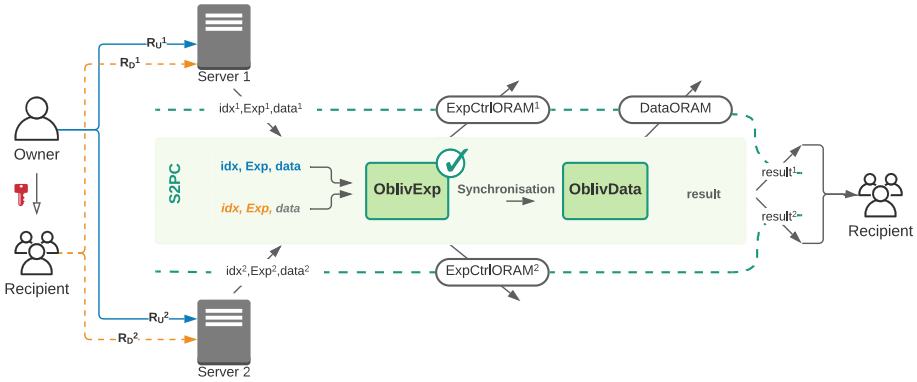 R_U^1
R_D^1
Server 1
idx^1,Exp^1,data^1
ExpCtrlORAM^1
DataORAM
Owner
S2PC
idx, Exp, data
idx, Exp, data
OblivExp
Synchronisation
OblivData
result
result^1
result^2
Recipient
Recipient
idx^2,Exp^2,data^2
ExpCtrlORAM^2
R_U^2
R_D^2
Server 2